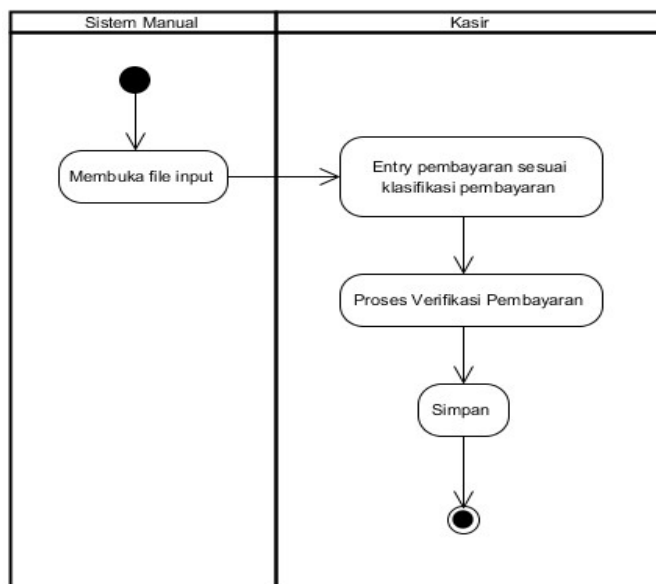 Sistem Manual
Kasir
Membuka file input
Entry pembayaran sesuai
klasifikasi pembayaran
Proses Verifikasi Pembayaran
Simpan